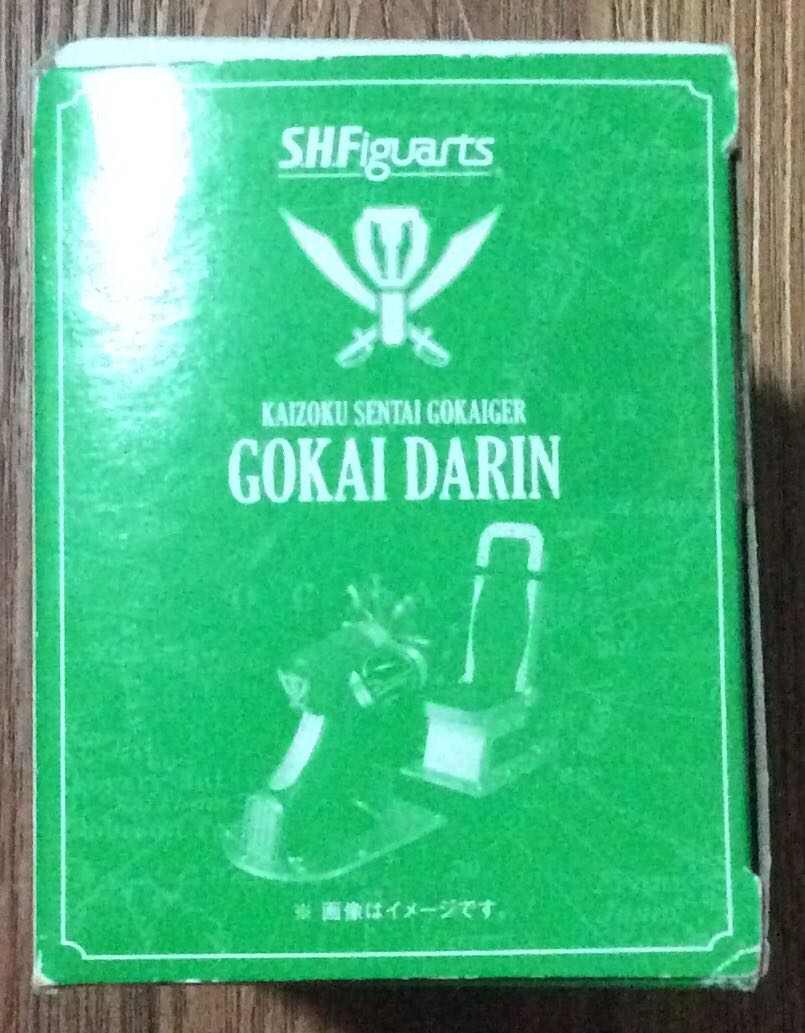 S.H.Figuarts
KAIZOKU SENTAI GOKAIGER
GOKAI DARIN
※ 画像はイメージです。